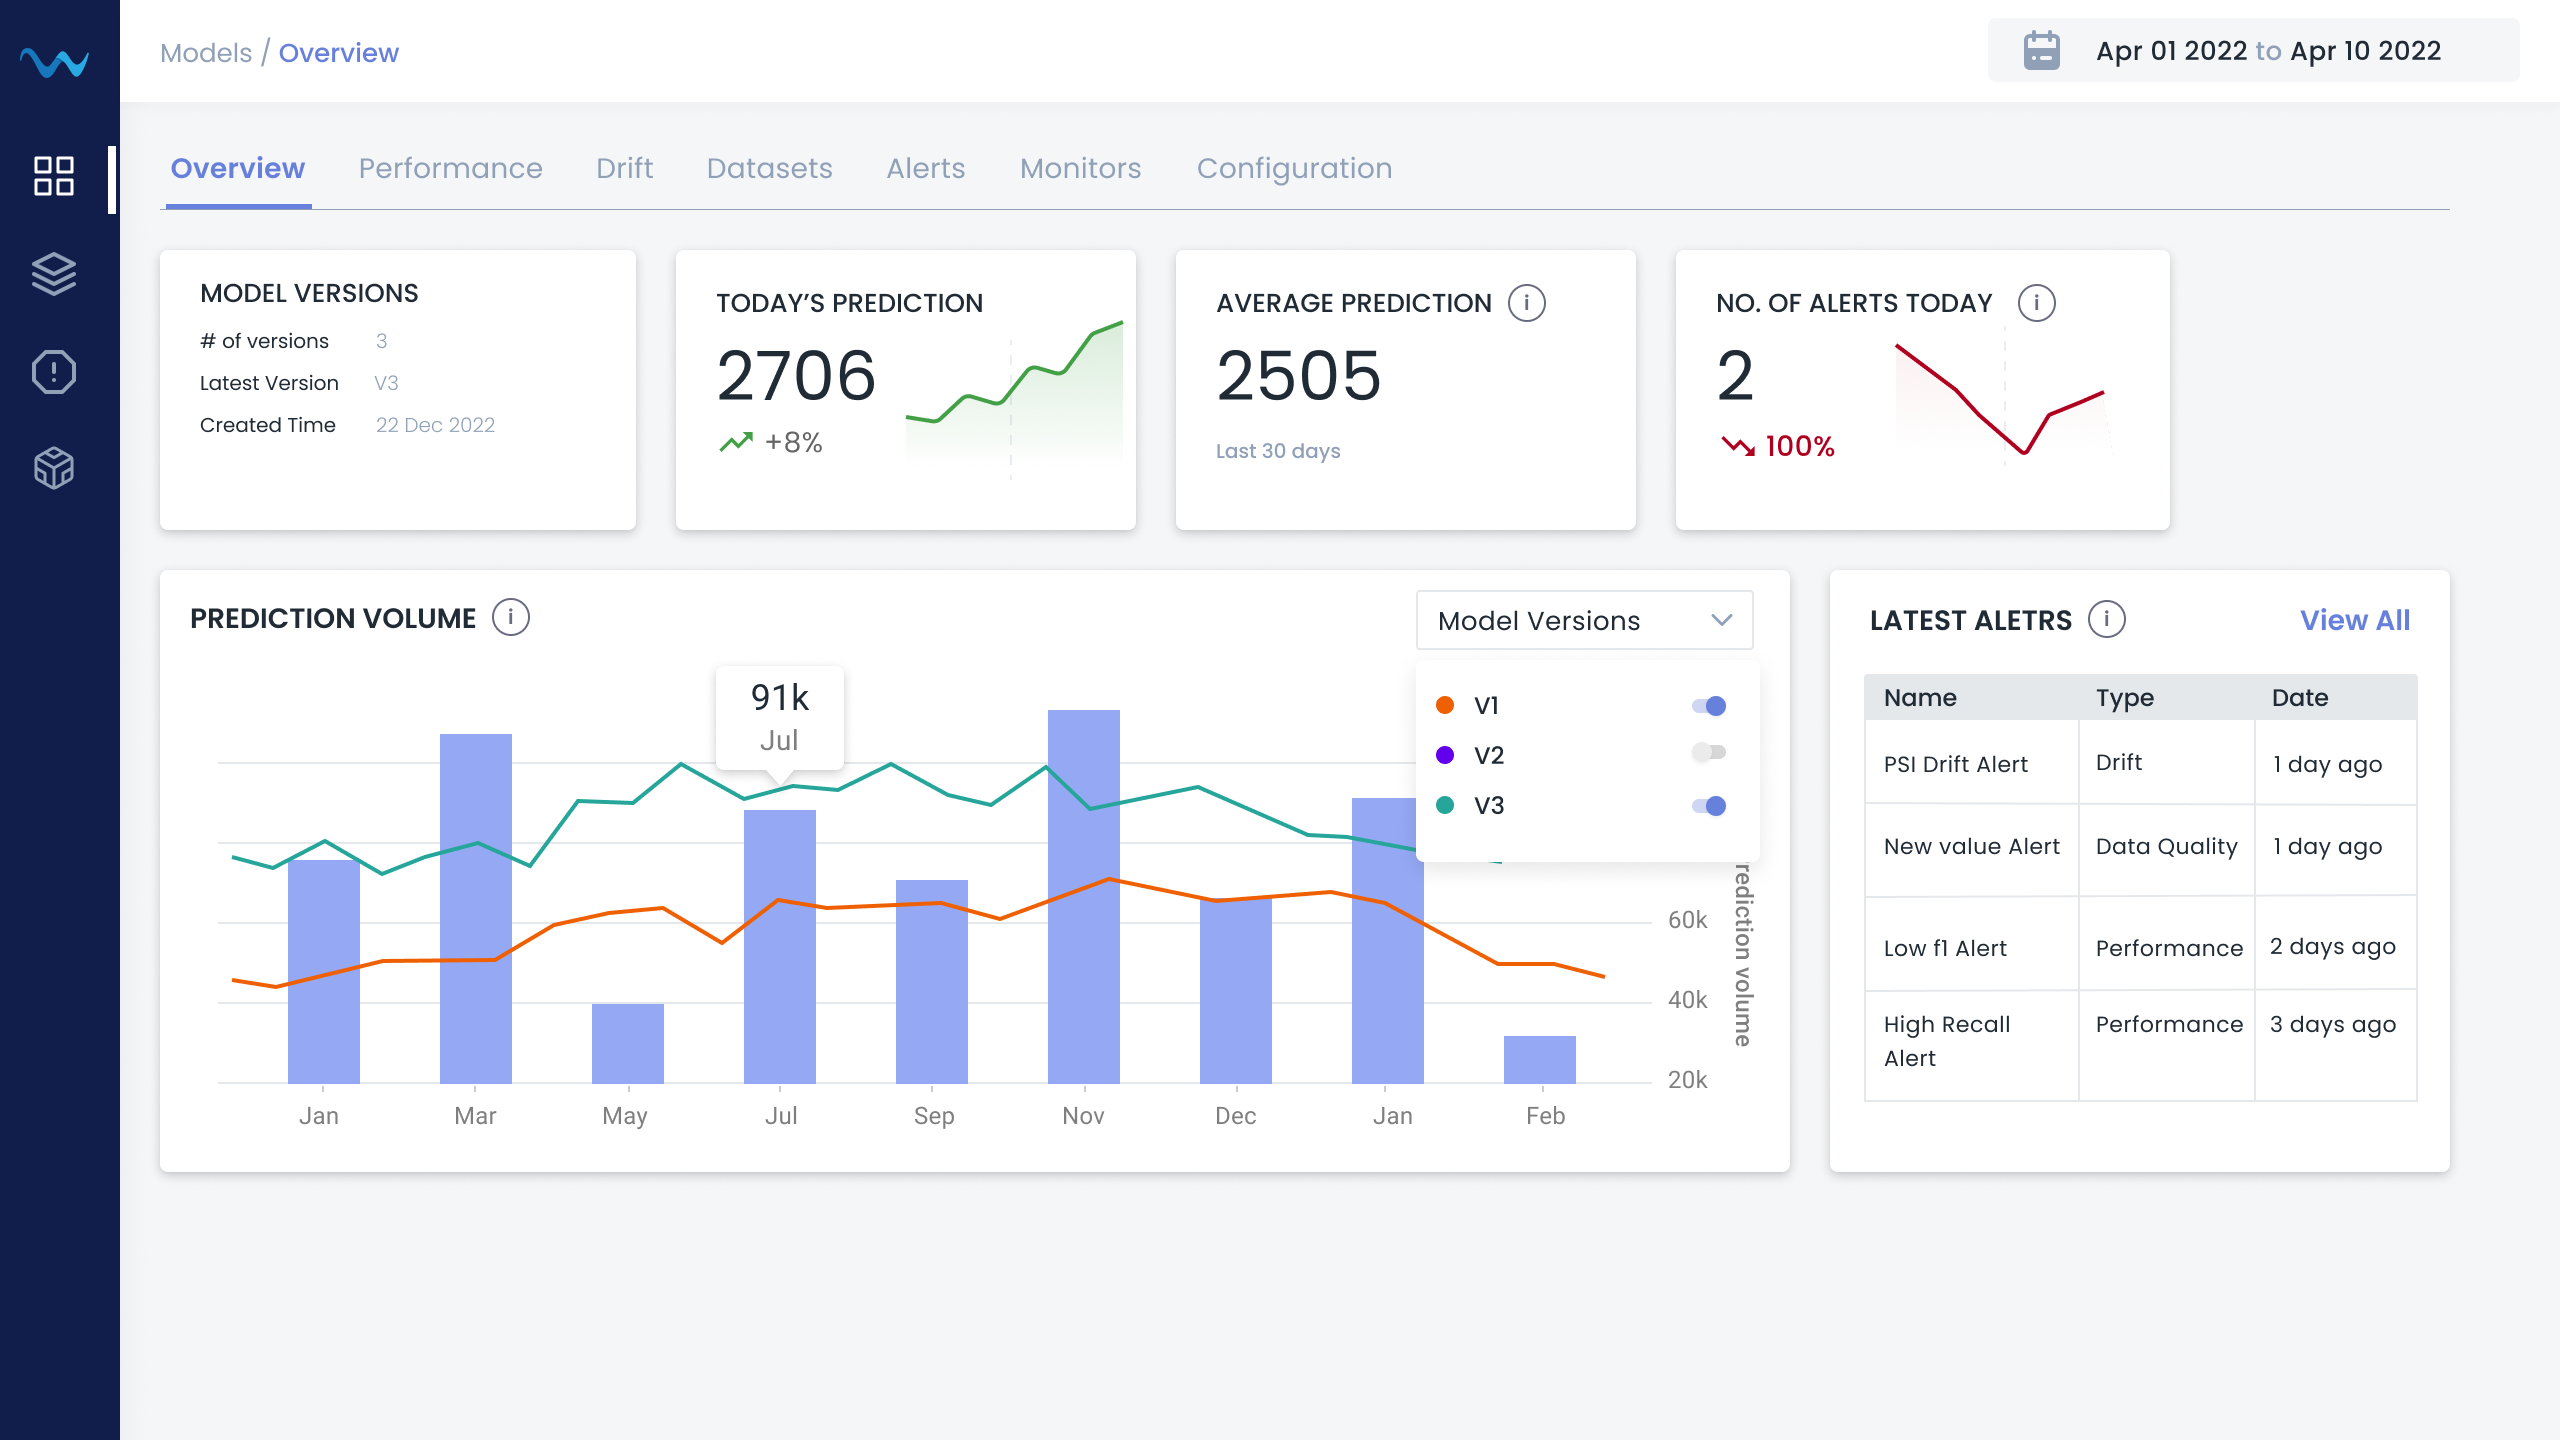 Models / Overview
Apr 01 2022 to Apr 10 2022
Overview Performance Drift Datasets Alerts Monitors Configuration
MODEL VERSIONS
# of versions 3
Latest Version V3
Created Time 22 Dec 2022
TODAY’S PREDICTION
2706
+8%
AVERAGE PREDICTION i
2505
Last 30 days
NO. OF ALERTS TODAY i
2
100%
PREDICTION VOLUME i
Model Versions
V1
V2
V3
91k
Jul
60k
40k
20k
rediction volume
Jan Mar May Jul Sep Nov Dec Jan Feb
LATEST ALETRS i
View All
Name Type Date
PSI Drift Alert Drift 1 day ago
New value Alert Data Quality 1 day ago
Low f1 Alert Performance 2 days ago
High Recall Performance 3 days ago
Alert